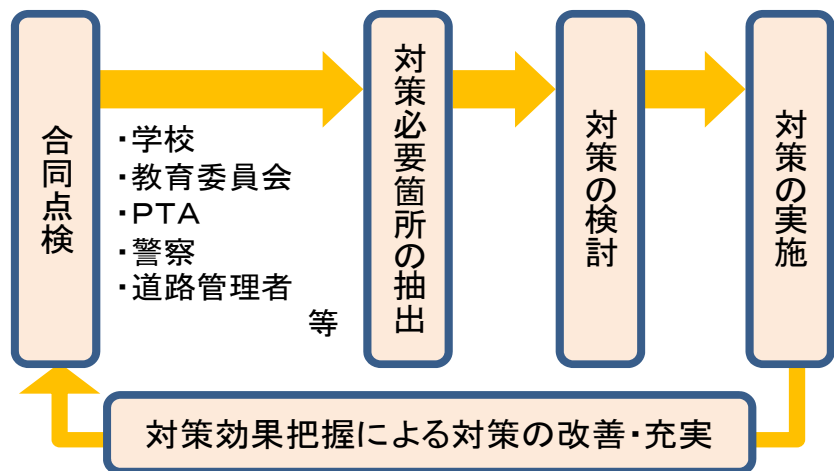 合同点検
・学校
・教育委員会
・PTA
・警察
・道路管理者
等
対策必要箇所の抽出
対策の検討
対策の実施
対策効果把握による対策の改善・充実